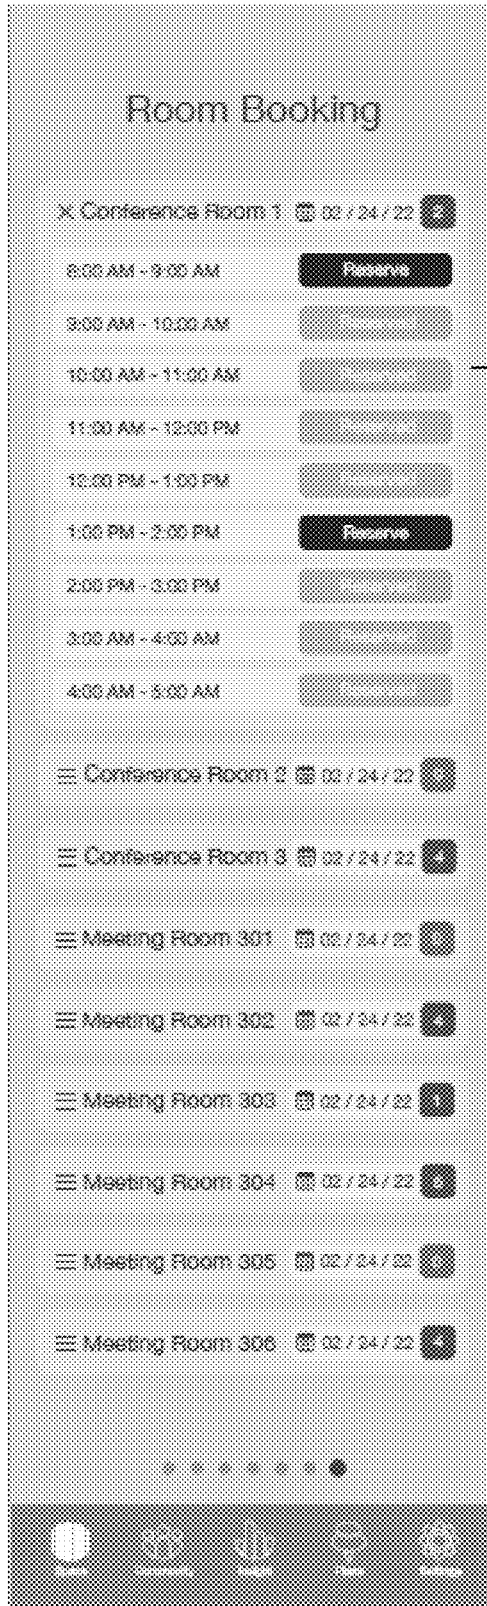 Room Booking
Conference Room 1 02 / 24 / 22 2
8:00 AM - 9:00 AM Reserve
9:00 AM - 10:00 AM
10:00 AM - 11:00 AM
11:00 AM - 12:00 PM
12:00 PM - 1:00 PM
1:00 PM - 2:00 PM Reserve
2:00 PM - 3:00 PM
3:00 AM - 4:00 AM
4:00 AM - 5:00 AM
Conference Room 2 02 / 24 / 22
Conference Room 3 02 / 24 / 22 4
Meeting Room 301 02 / 24 / 22
Meeting Room 302 02 / 24 / 22 4
Meeting Room 303 02 / 24 / 22 1
Meeting Room 304 02 / 24 / 22
Meeting Room 305 02 / 24 / 22
Meeting Room 306 02 / 24 / 22 4